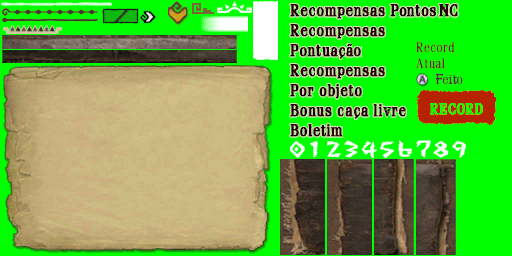 Recompensas Pontos NC
Recompensas
Pontuação
Recompensas
Por objeto
Bonus caça livre
Boletim
0123456789
Record
Atual
A Feito
RECORD